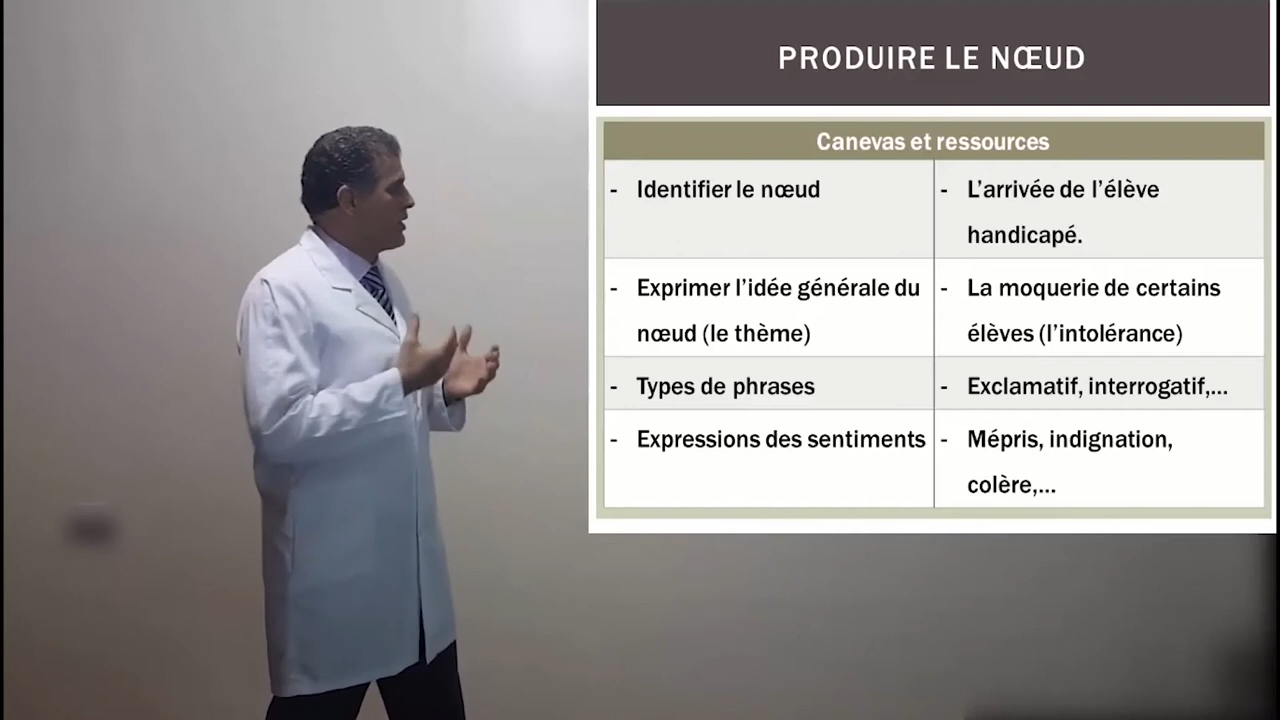 PRODUIRE LE NŒUD
Canevas et ressources
- Identifier le nœud
- L'arrivée de l'élève
handicapé.
- Exprimer l'idée générale du
nœud (le thème)
- La moquerie de certains
élèves (l'intolérance)
- Types de phrases
- Exclamatif, interrogatif,...
- Expressions des sentiments
- Mépris, indignation,
colère,...